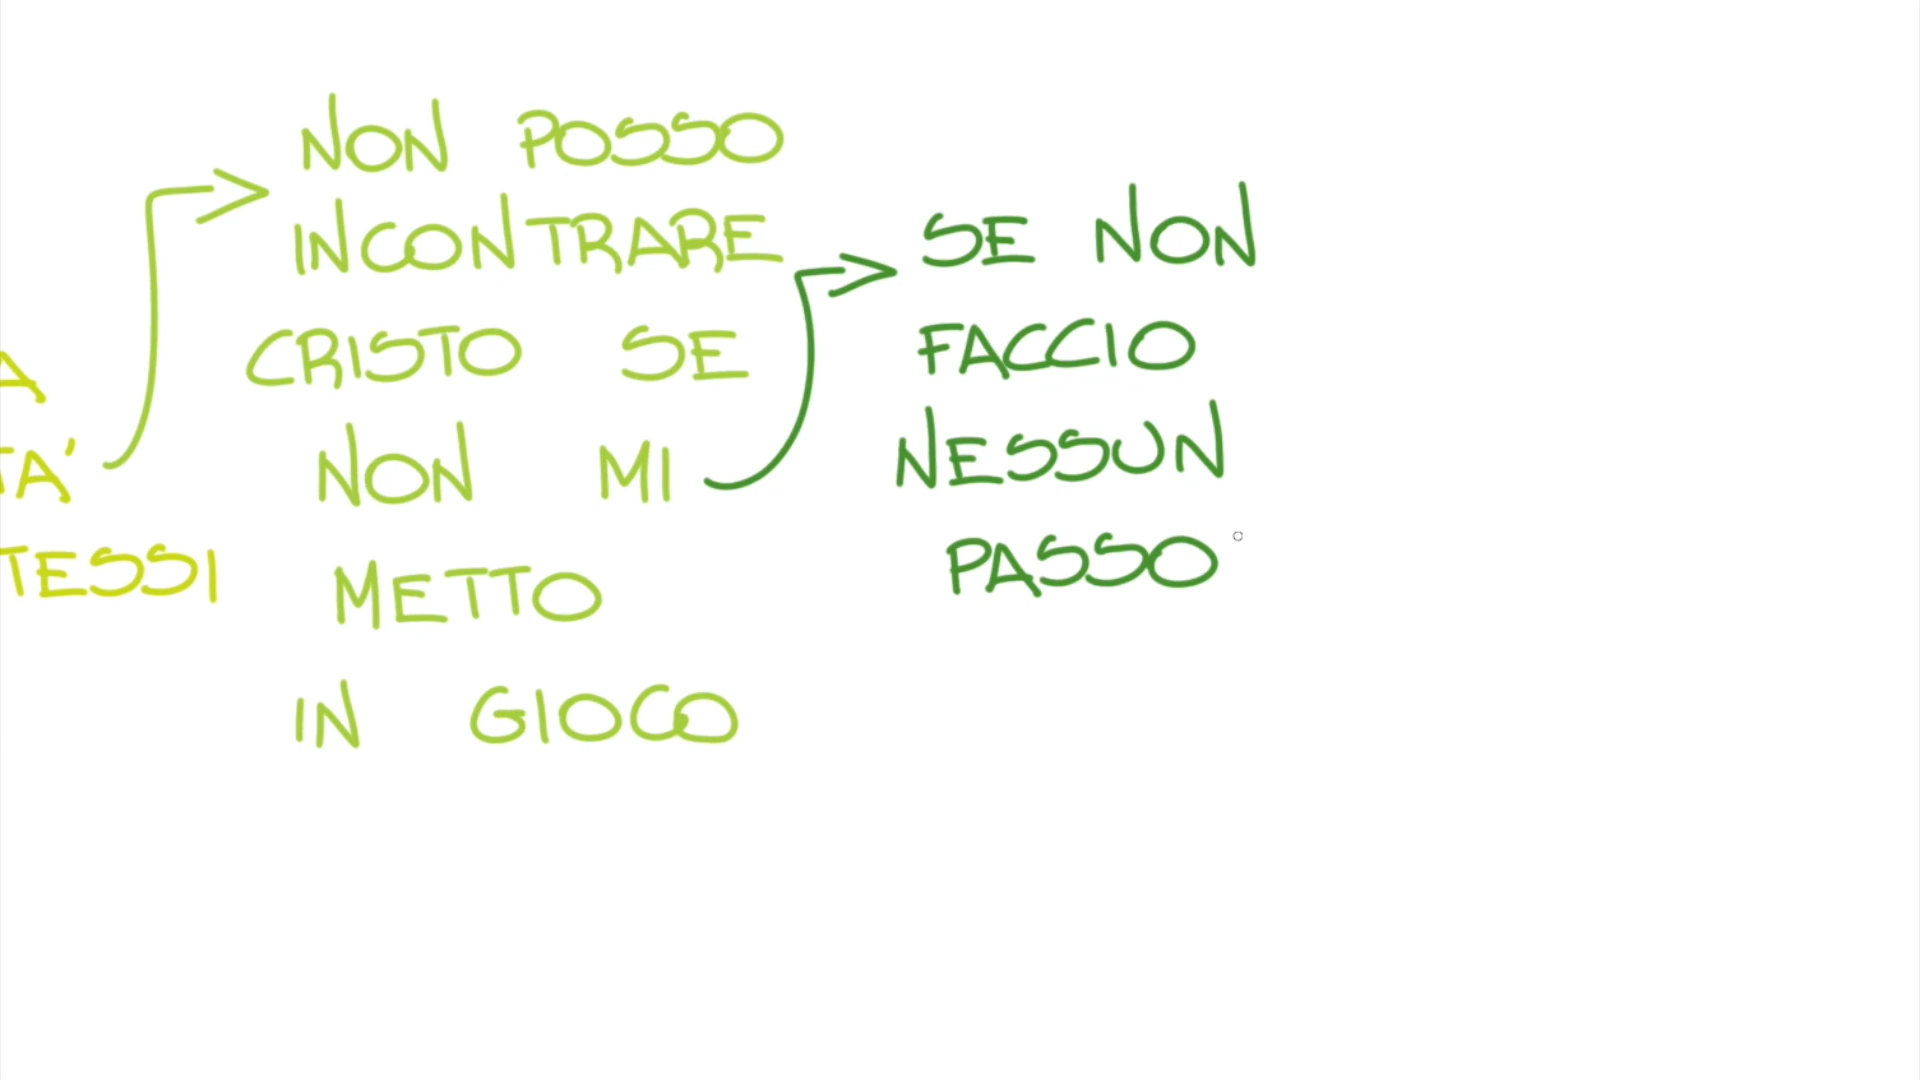 NON POSSO
INCONTRARE
CRISTO SE
NON MI
METTO
IN GIOCO
SE NON
FACCIO
NESSUN
PASSO